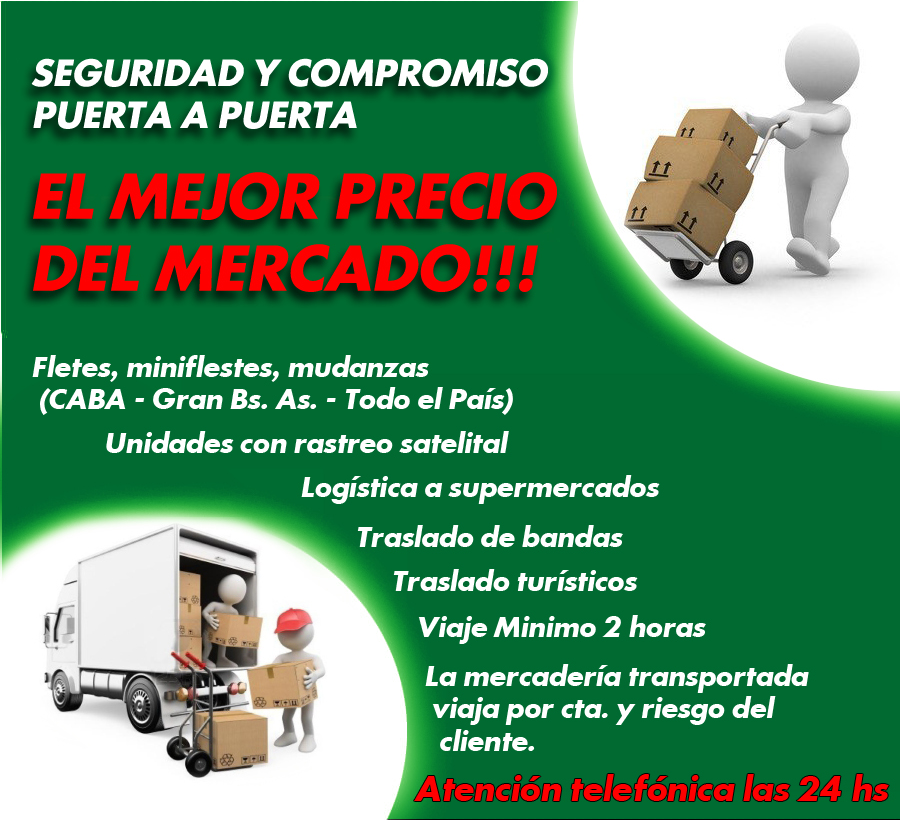 SEGURIDAD Y COMPROMISO
PUERTA A PUERTA
EL MEJOR PRECIO
DEL MERCADO!!!
Fletes, miniflestes, mudanzas
(CABA - Gran Bs. As. - Todo el País)
Unidades con rastreo satelital
Logística a supermercados
Traslado de bandas
Traslado turísticos
Viaje Minimo 2 horas
La mercadería transportada
viaja por cta. y riesgo del
cliente.
Atención telefónica las 24 hs